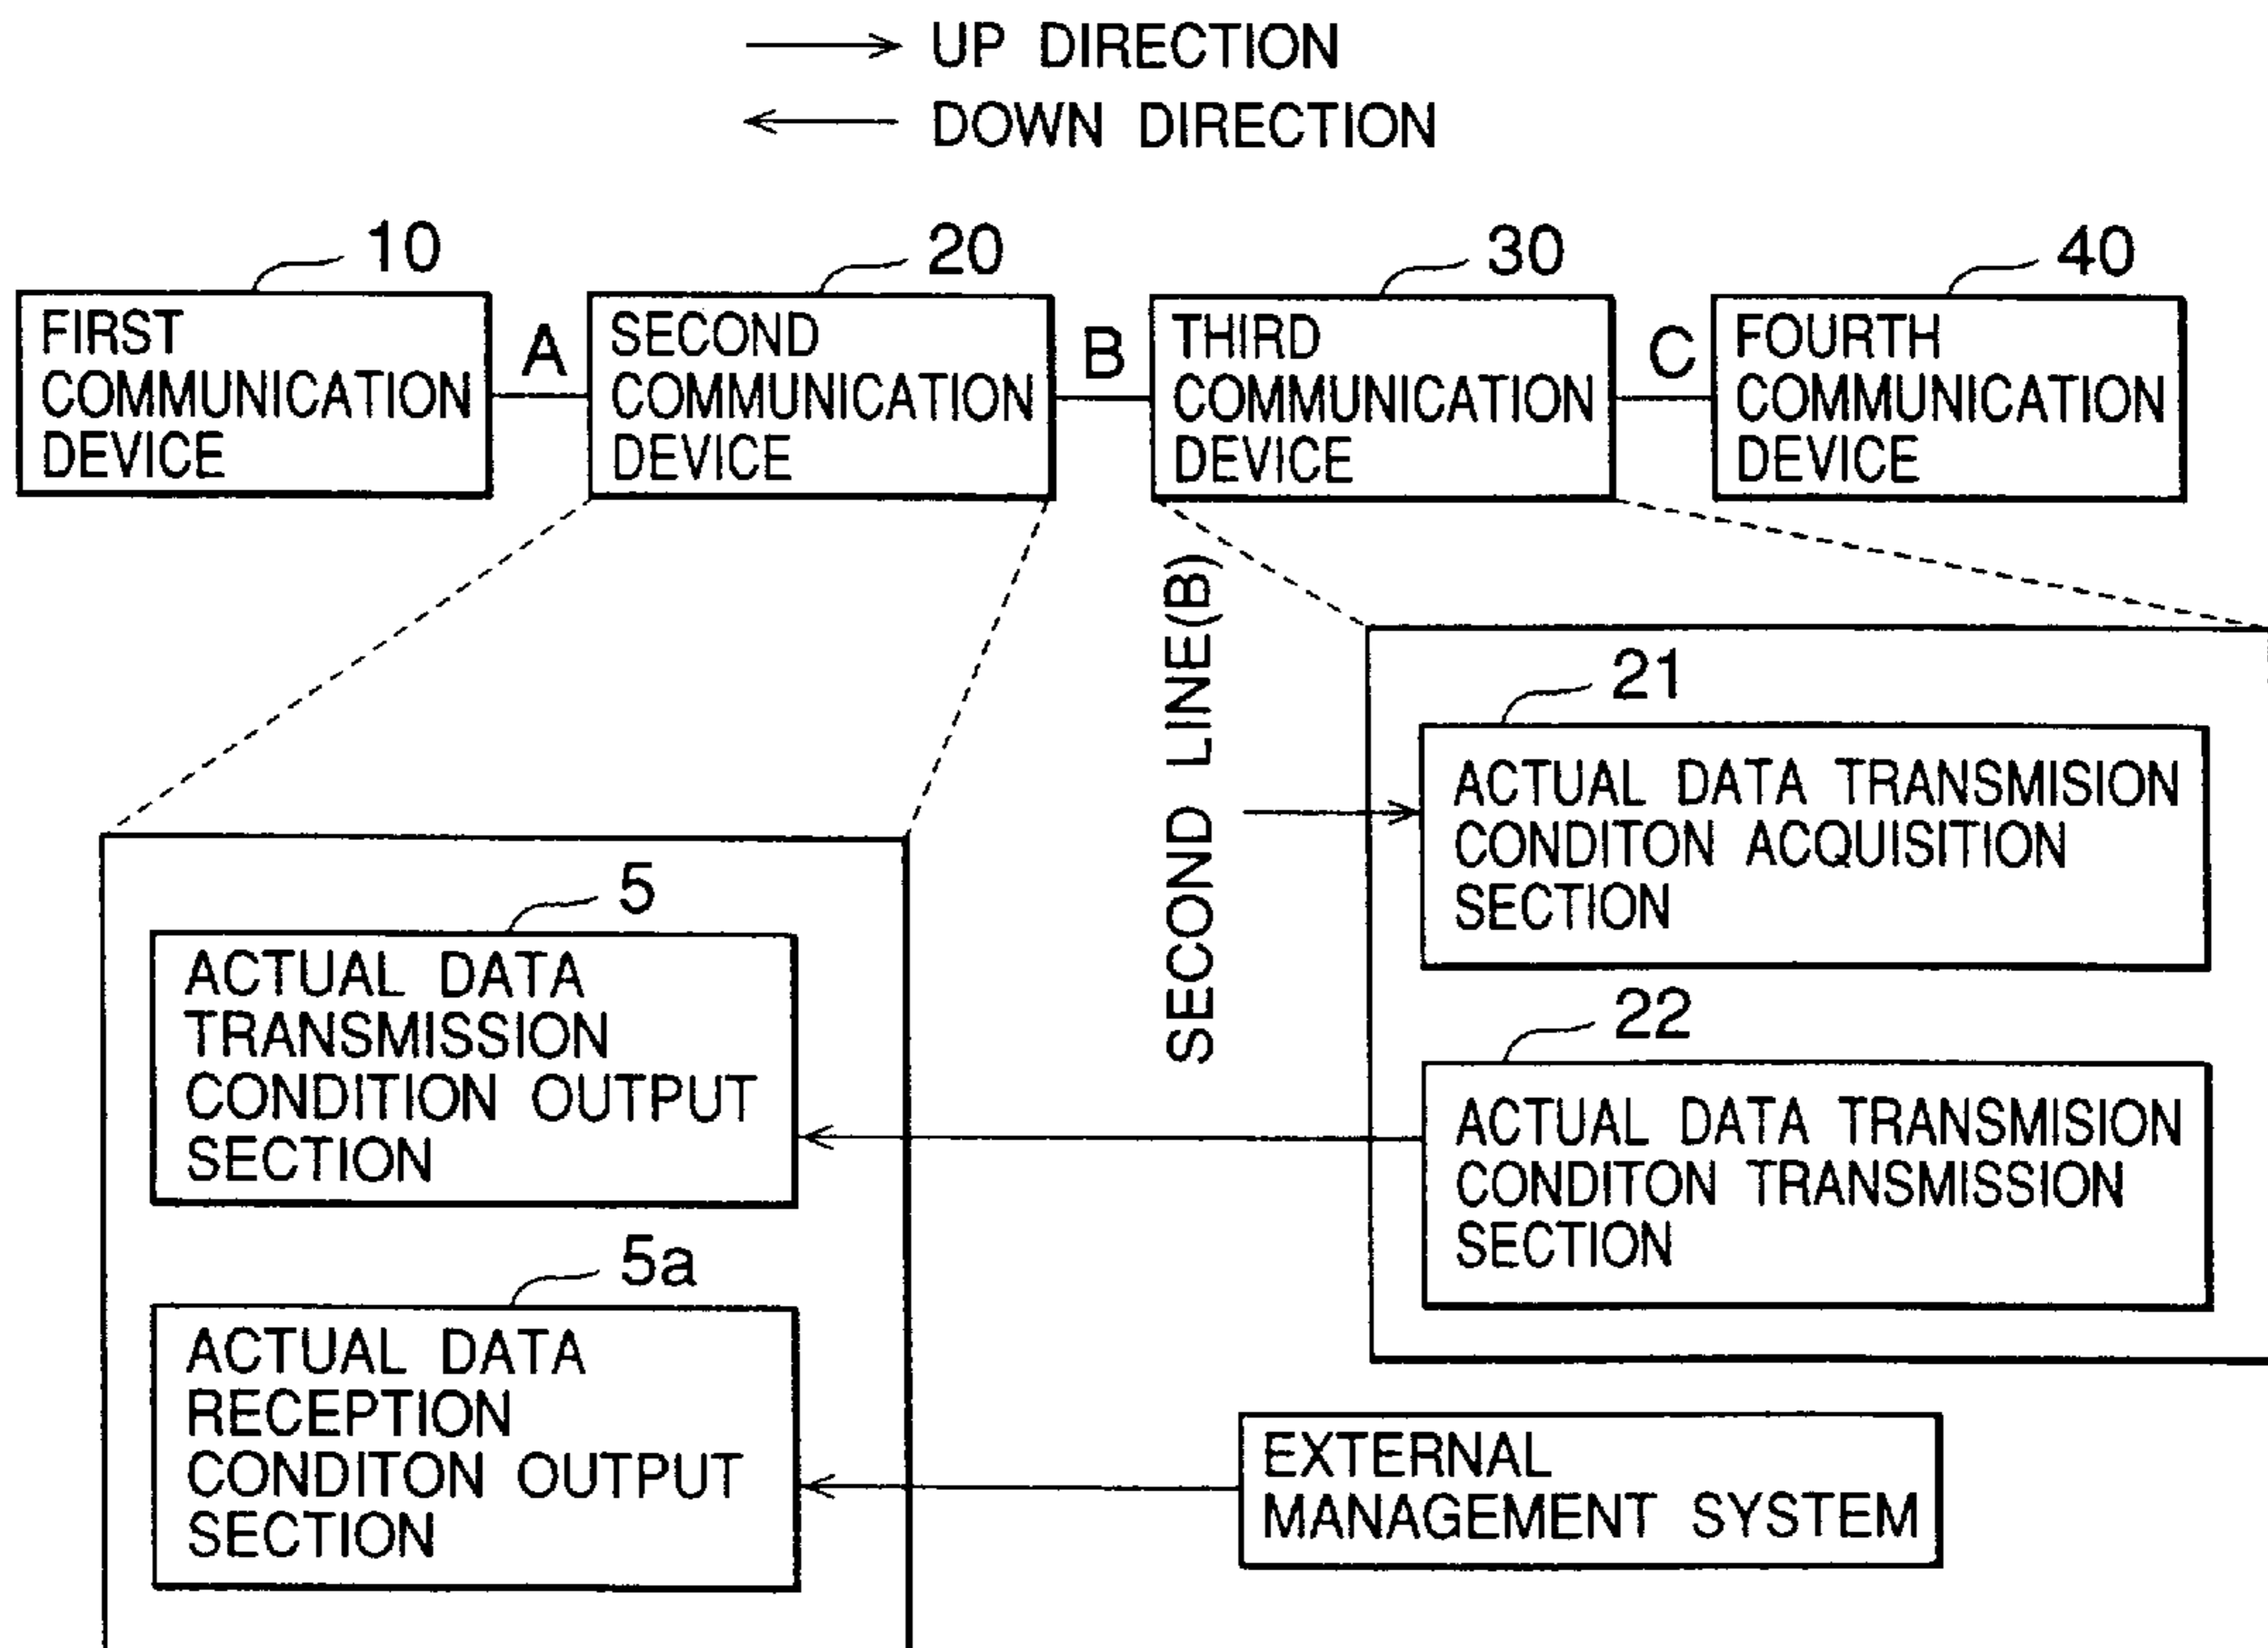 UP DIRECTION
DOWN DIRECTION
10
20
30
40
FIRST
COMMUNICATION
DEVICE
A
SECOND
COMMUNICATION
DEVICE
B
THIRD
COMMUNICATION
DEVICE
C
FOURTH
COMMUNICATION
DEVICE
SECOND LINE(B)
21
ACTUAL DATA TRANSMISION
CONDITON ACQUISITION
SECTION
22
ACTUAL DATA TRANSMISION
CONDITON TRANSMISSION
SECTION
5
ACTUAL DATA
TRANSMISSION
CONDITION OUTPUT
SECTION
5a
ACTUAL DATA
RECEPTION
CONDITON OUTPUT
SECTION
EXTERNAL
MANAGEMENT SYSTEM